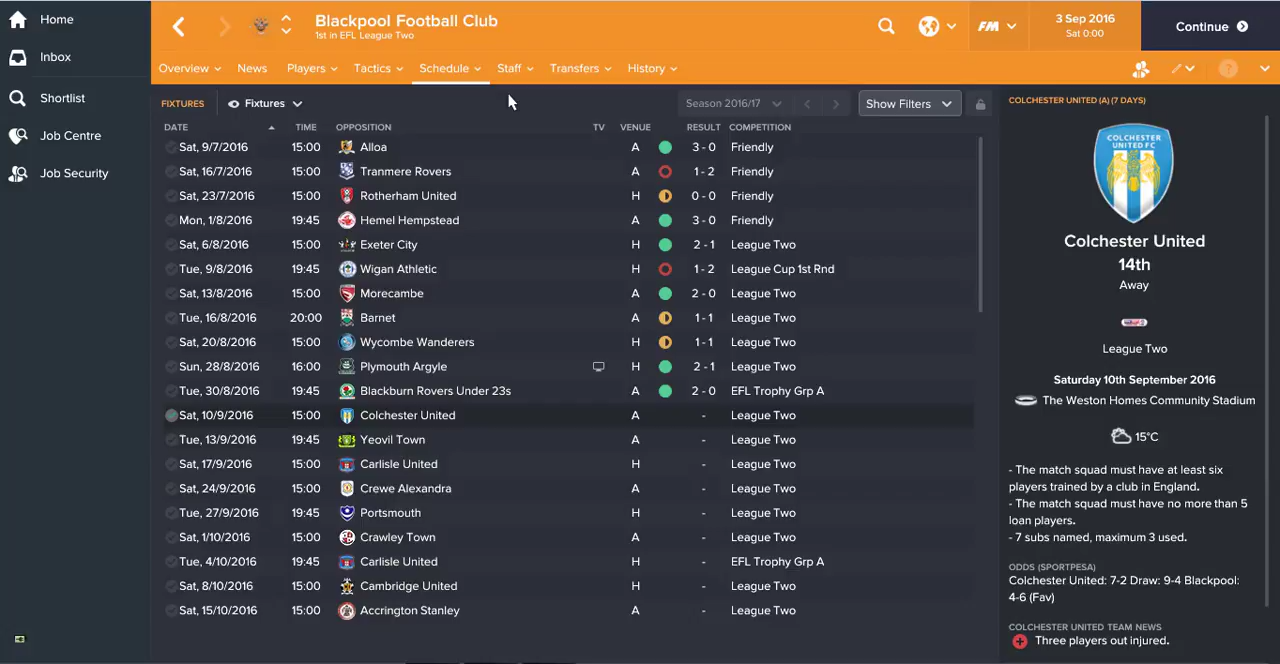 Home
Inbox
Shortlist
Job Centre
Job Security
Blackpool Football Club
1st in EFL League Two
FM
3 Sep 2016
Sat 0:00
Continue
Overview News Players Tactics Schedule Staff Transfers History
FIXTURES Fixtures Season 2016/17 Show Filters
DATE TIME OPPOSITION TV VENUE RESULT COMPETITION
Sat, 9/7/2016 15:00 Alloa A 3 - 0 Friendly
Sat, 16/7/2016 15:00 Tranmere Rovers A 1 - 2 Friendly
Sat, 23/7/2016 15:00 Rotherham United H 0 - 0 Friendly
Mon, 1/8/2016 19:45 Hemel Hempstead A 3 - 0 Friendly
Sat, 6/8/2016 15:00 Exeter City H 2 - 1 League Two
Tue, 9/8/2016 19:45 Wigan Athletic H 1 - 2 League Cup 1st Rnd
Sat, 13/8/2016 15:00 Morecambe A 2 - 0 League Two
Tue, 16/8/2016 20:00 Barnet A 1 - 1 League Two
Sat, 20/8/2016 15:00 Wycombe Wanderers H 1 - 1 League Two
Sun, 28/8/2016 16:00 Plymouth Argyle H 2 - 1 League Two
Tue, 30/8/2016 19:45 Blackburn Rovers Under 23s A 2 - 0 EFL Trophy Grp A
Sat, 10/9/2016 15:00 Colchester United A - League Two
Tue, 13/9/2016 19:45 Yeovil Town A - League Two
Sat, 17/9/2016 15:00 Carlisle United H - League Two
Sat, 24/9/2016 15:00 Crewe Alexandra A - League Two
Tue, 27/9/2016 19:45 Portsmouth H - League Two
Sat, 1/10/2016 15:00 Crawley Town A - League Two
Tue, 4/10/2016 19:45 Carlisle United H - EFL Trophy Grp A
Sat, 8/10/2016 15:00 Cambridge United H - League Two
Sat, 15/10/2016 15:00 Accrington Stanley A - League Two
COLCHESTER UNITED (A) (7 DAYS)
COLCHESTER
UNITED FC
Colchester United
14th
Away
League Two
Saturday 10th September 2016
The Weston Homes Community Stadium
15°C
- The match squad must have at least six
players trained by a club in England.
- The match squad must have no more than 5
loan players.
- 7 subs named, maximum 3 used.
ODDS (SPORTPESA)
Colchester United: 7-2 Draw: 9-4 Blackpool:
4-6 (Fav)
COLCHESTER UNITED TEAM NEWS
Three players out injured.